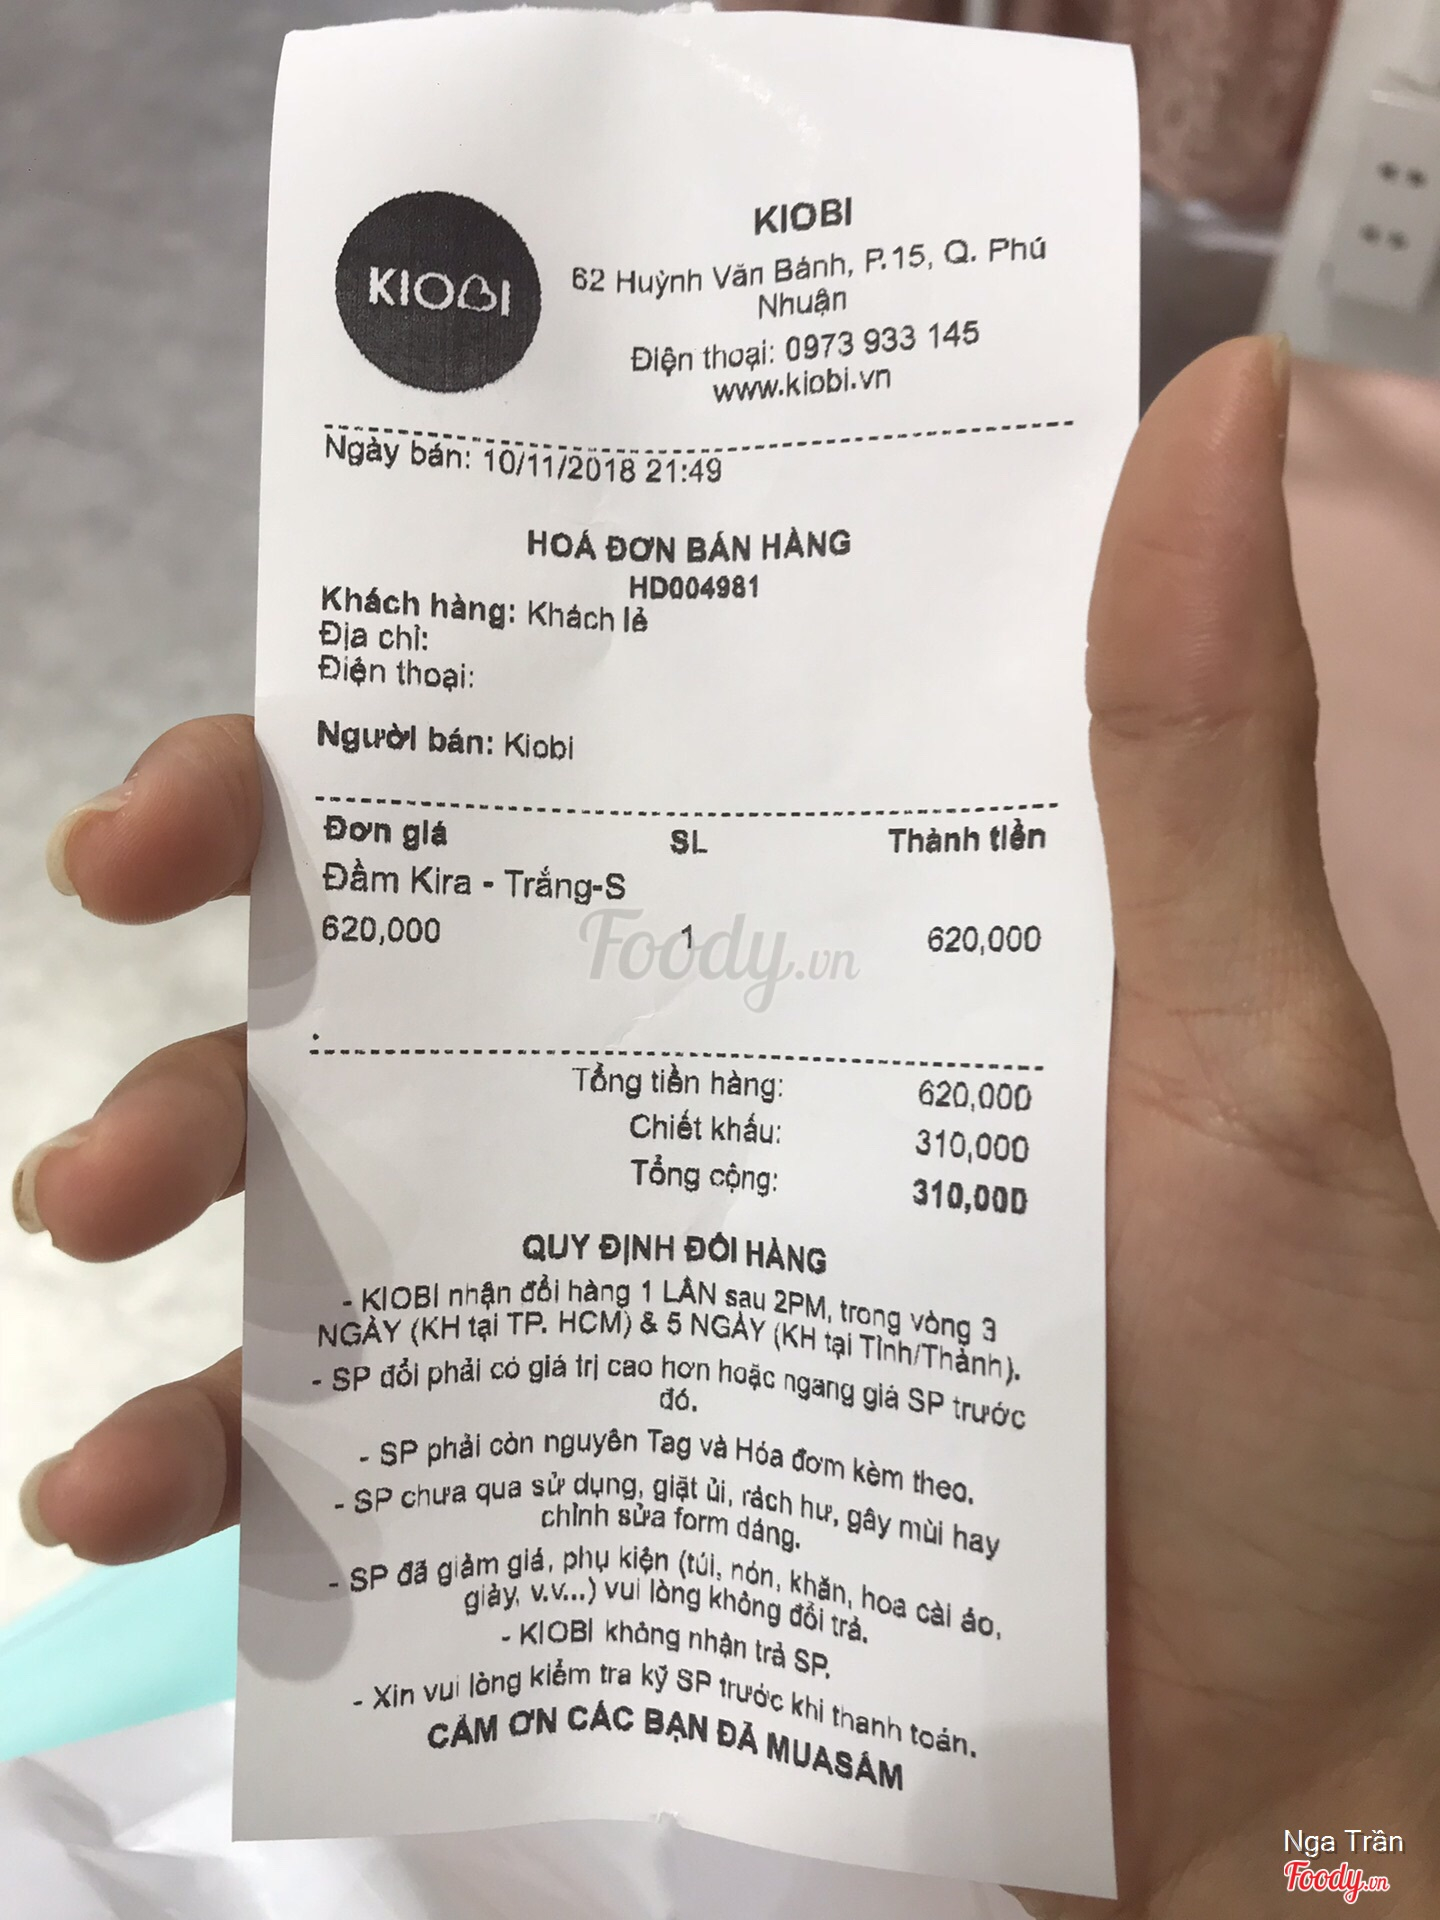 KIOBI
KIOBI
62 Huỳnh Văn Bánh, P.15, Q. Phú
Nhuận
Điện thoại: 0973 933 145
www.kiobi.vn
Ngày bán: 10/11/2018 21:49
HOÁ ĐƠN BÁN HÀNG
HD004981
Khách hàng: Khách lẻ
Địa chỉ:
Điện thoại:
Người bán: Kiobi
Đơn giá SL Thành tiền
Đầm Kira - Trắng-S
620,000 1 620,000
Foody.vn
Tổng tiền hàng: 620,000
Chiết khấu: 310,000
Tổng cộng: 310,000
QUY ĐỊNH ĐỔI HÀNG
- KIOBI nhận đổi hàng 1 LẦN sau 2PM, trong vòng 3
NGÀY (KH tại TP. HCM) & 5 NGÀY (KH tại Tỉnh/Thành).
- SP đổi phải có giá trị cao hơn hoặc ngang giá SP trước
đó.
- SP phải còn nguyên Tag và Hóa đơm kèm theo.
- SP chưa qua sử dụng, giặt ủi, rách hư, gây mùi hay
chỉnh sửa form dáng.
- SP đã giảm giá, phụ kiện (túi, nón, khăn, hoa cài áo,
giày, v.v...) vui lòng không đổi trả.
- KIOBI không nhận trả SP.
- Xin vui lòng kiểm tra kỹ SP trước khi thanh toán.
CẢM ƠN CÁC BẠN ĐÃ MUASẮM
Nga Trần
Foody.vn